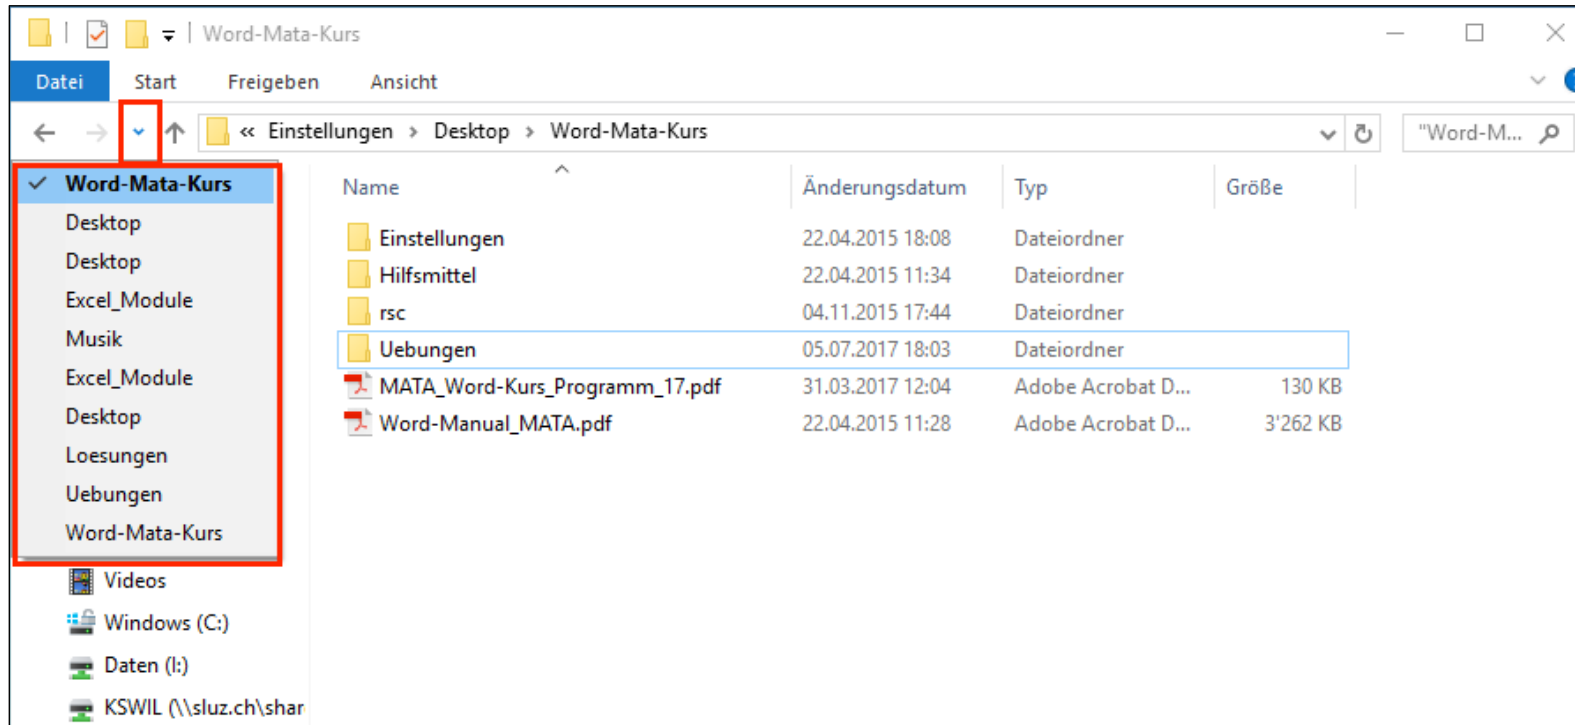 Word-Mata-Kurs
Datei Start Freigeben Ansicht
« Einstellungen > Desktop > Word-Mata-Kurs "Word-M...
Word-Mata-Kurs
Desktop
Desktop
Excel_Module
Musik
Excel_Module
Desktop
Loesungen
Uebungen
Word-Mata-Kurs
Videos
Windows (C:)
Daten (I:)
KSWIL (\\sluz.ch\shar
Name Änderungsdatum Typ Größe
Einstellungen 22.04.2015 18:08 Dateiordner
Hilfsmittel 22.04.2015 11:34 Dateiordner
rsc 04.11.2015 17:44 Dateiordner
Uebungen 05.07.2017 18:03 Dateiordner
MATA_Word-Kurs_Programm_17.pdf 31.03.2017 12:04 Adobe Acrobat D... 130 KB
Word-Manual_MATA.pdf 22.04.2015 11:28 Adobe Acrobat D... 3'262 KB